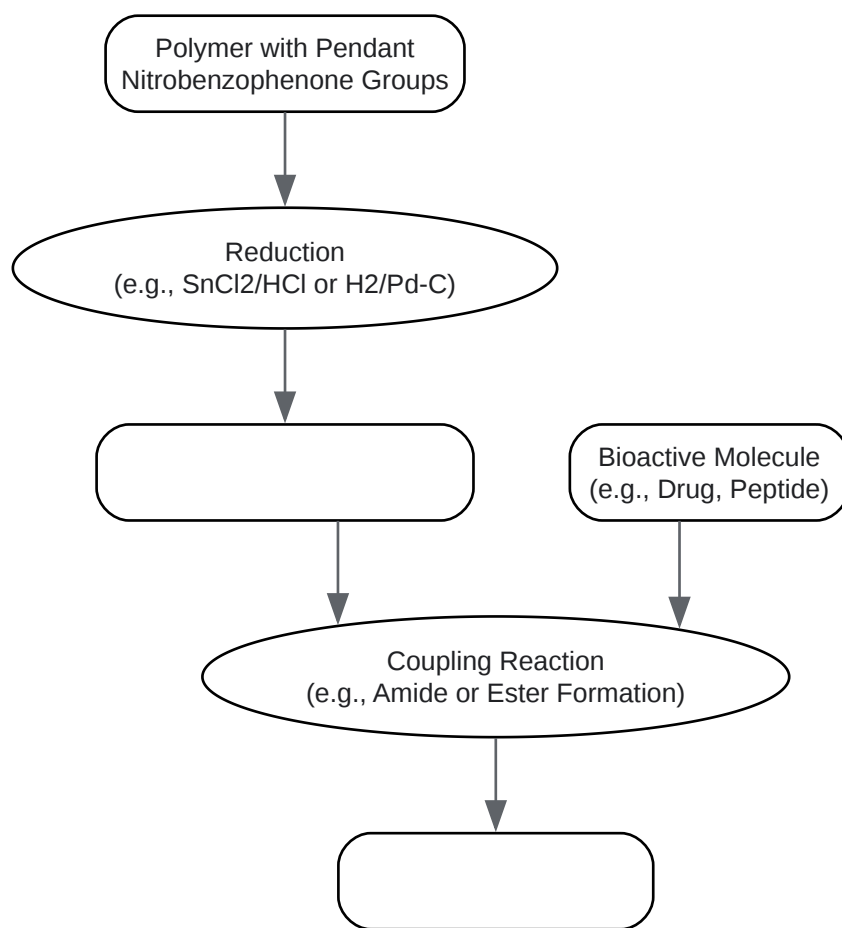 Polymer with Pendant
Nitrobenzophenone Groups
Reduction
(e.g., SnCl2/HCl or H2/Pd-C)
Bioactive Molecule
(e.g., Drug, Peptide)
Coupling Reaction
(e.g., Amide or Ester Formation)